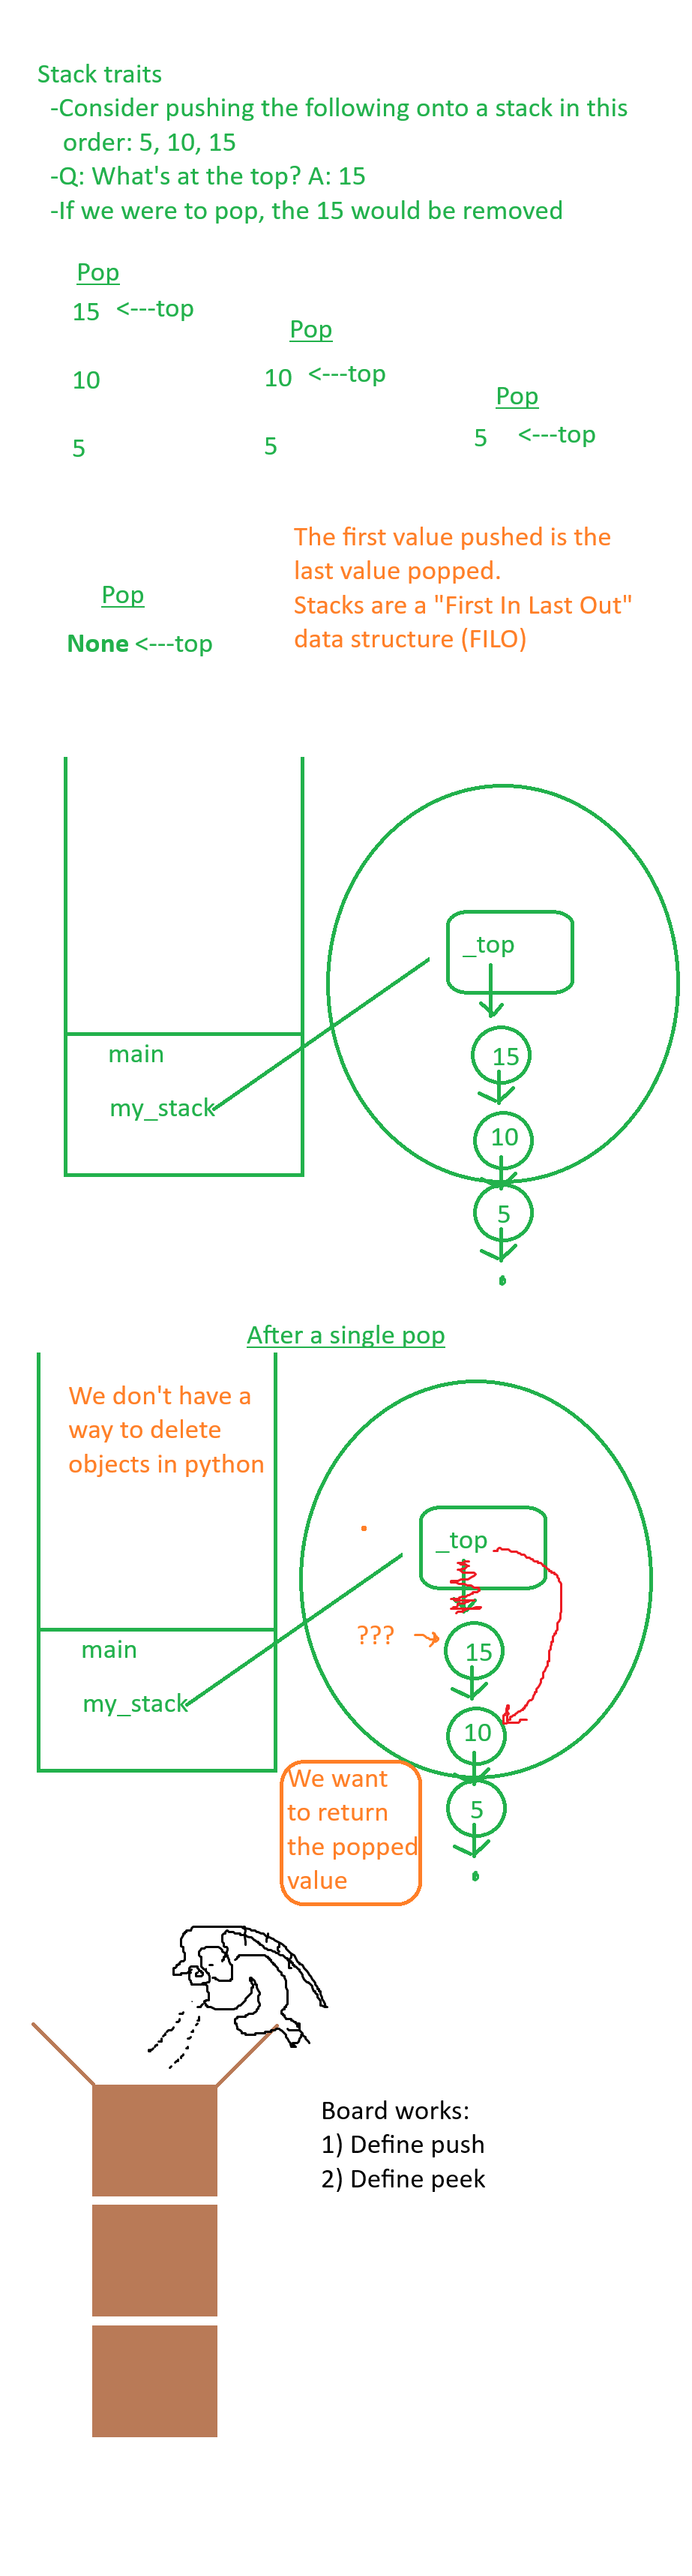 Stack traits
-Consider pushing the following onto a stack in this
order: 5, 10, 15
-Q: What's at the top? A: 15
-If we were to pop, the 15 would be removed
Pop
15 <---top
10
5
Pop
10 <---top
5
Pop
5 <---top
Pop
None <---top
The first value pushed is the
last value popped.
Stacks are a "First In Last Out"
data structure (FILO)
main
my_stack
_top
15
10
5
After a single pop
We don't have a
way to delete
objects in python
main
my_stack
_top
???
15
10
5
We want
to return
the popped
value
Board works:
1) Define push
2) Define peek